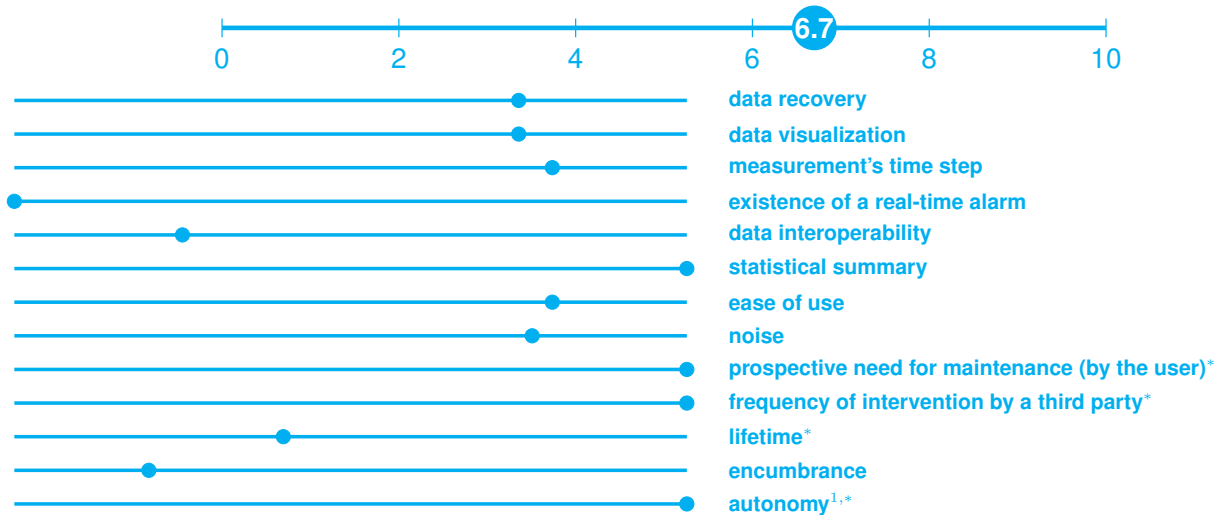 6.7
0 2 4 6 8 10
data recovery
data visualization
measurement's time step
existence of a real-time alarm
data interoperability
statistical summary
ease of use
noise
prospective need for maintenance (by the user)*
frequency of intervention by a third party*
lifetime*
encumbrance
autonomy1,*